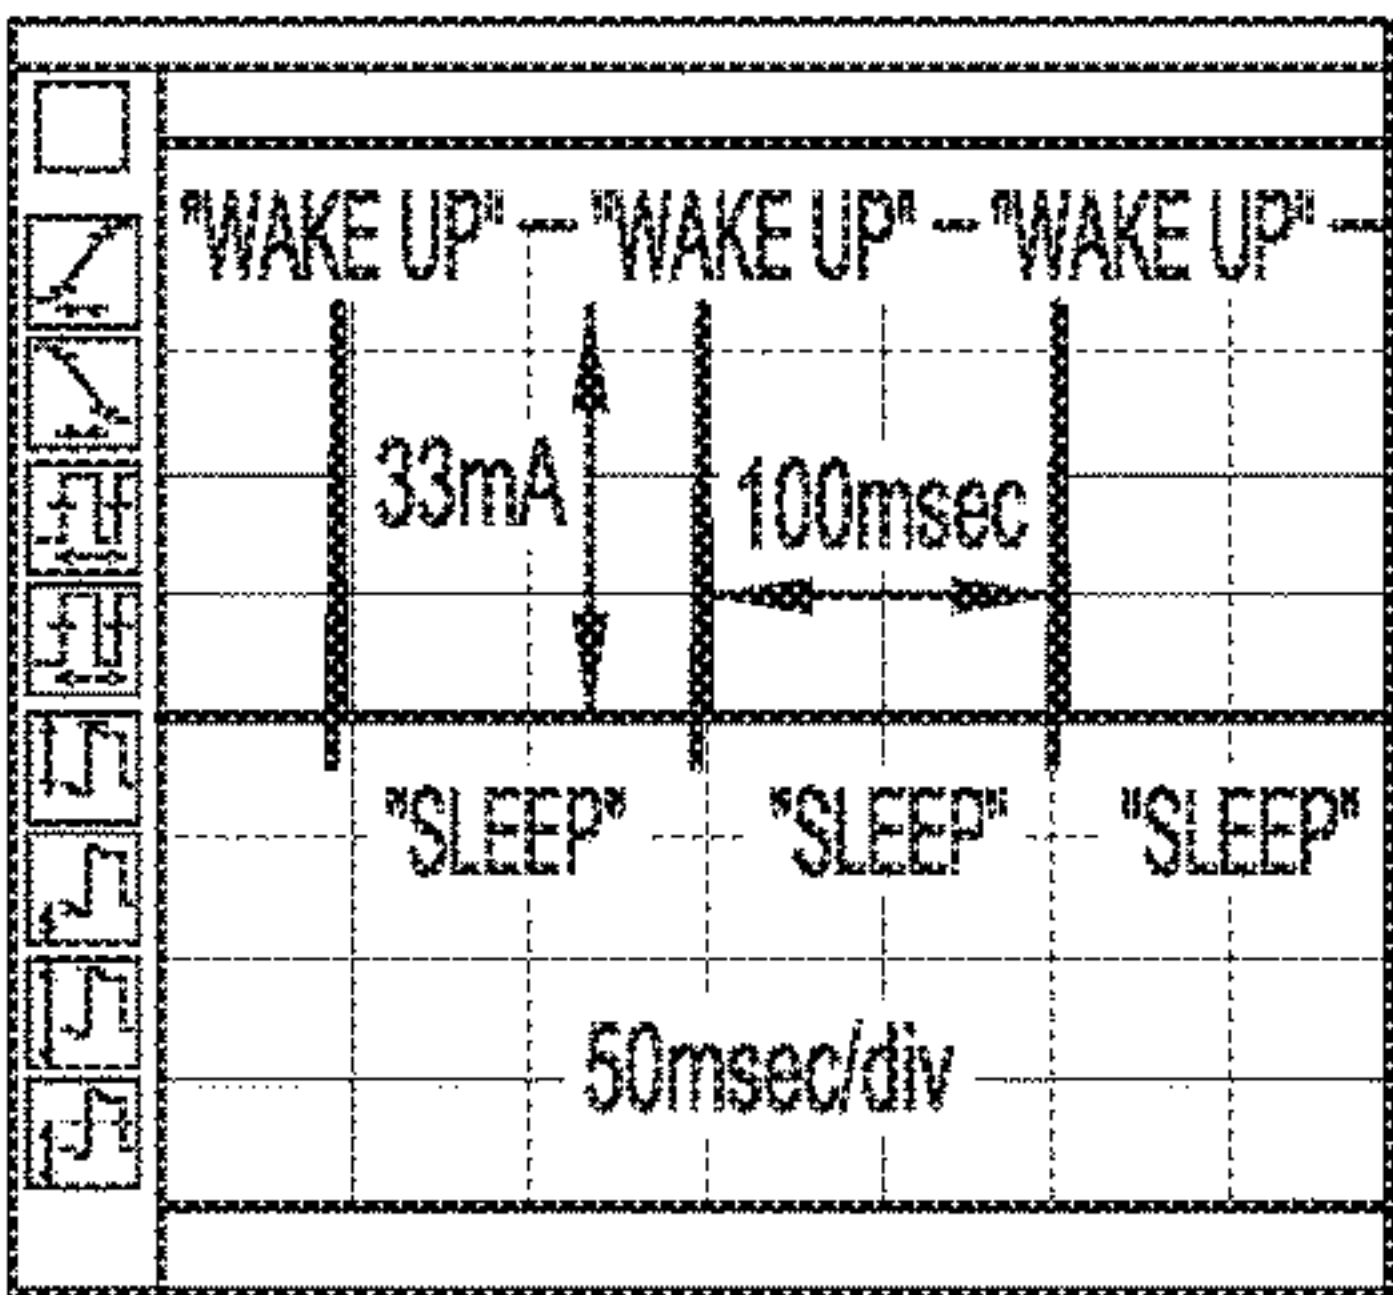 "WAKE UP" --- "WAKE UP" -- "WAKE UP" ---
33mA
100msec
"SLEEP" "SLEEP" "SLEEP"
50msec/div